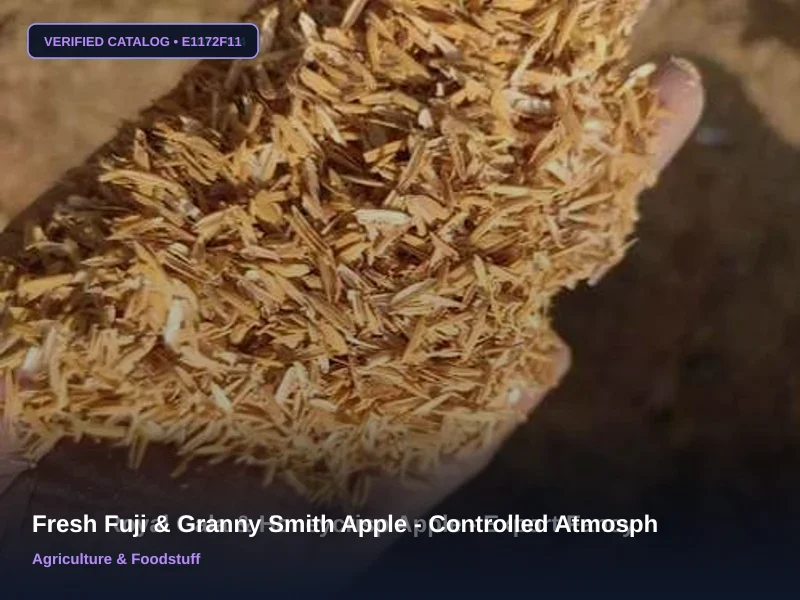 VERIFIED CATALOG • E1172F11
Fresh Fuji & Granny Smith Apple - Controlled Atmosph
Agriculture & Foodstuff